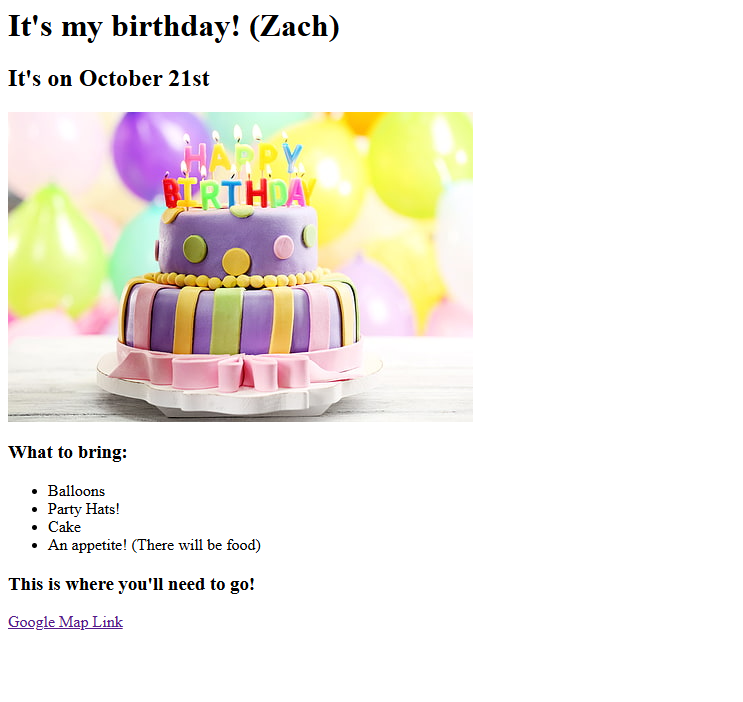 It's my birthday! (Zach)
It's on October 21st
HAPPY
BIRTHDAY
What to bring:
Balloons
Party Hats!
Cake
An appetite! (There will be food)
This is where you'll need to go!
Google Map Link